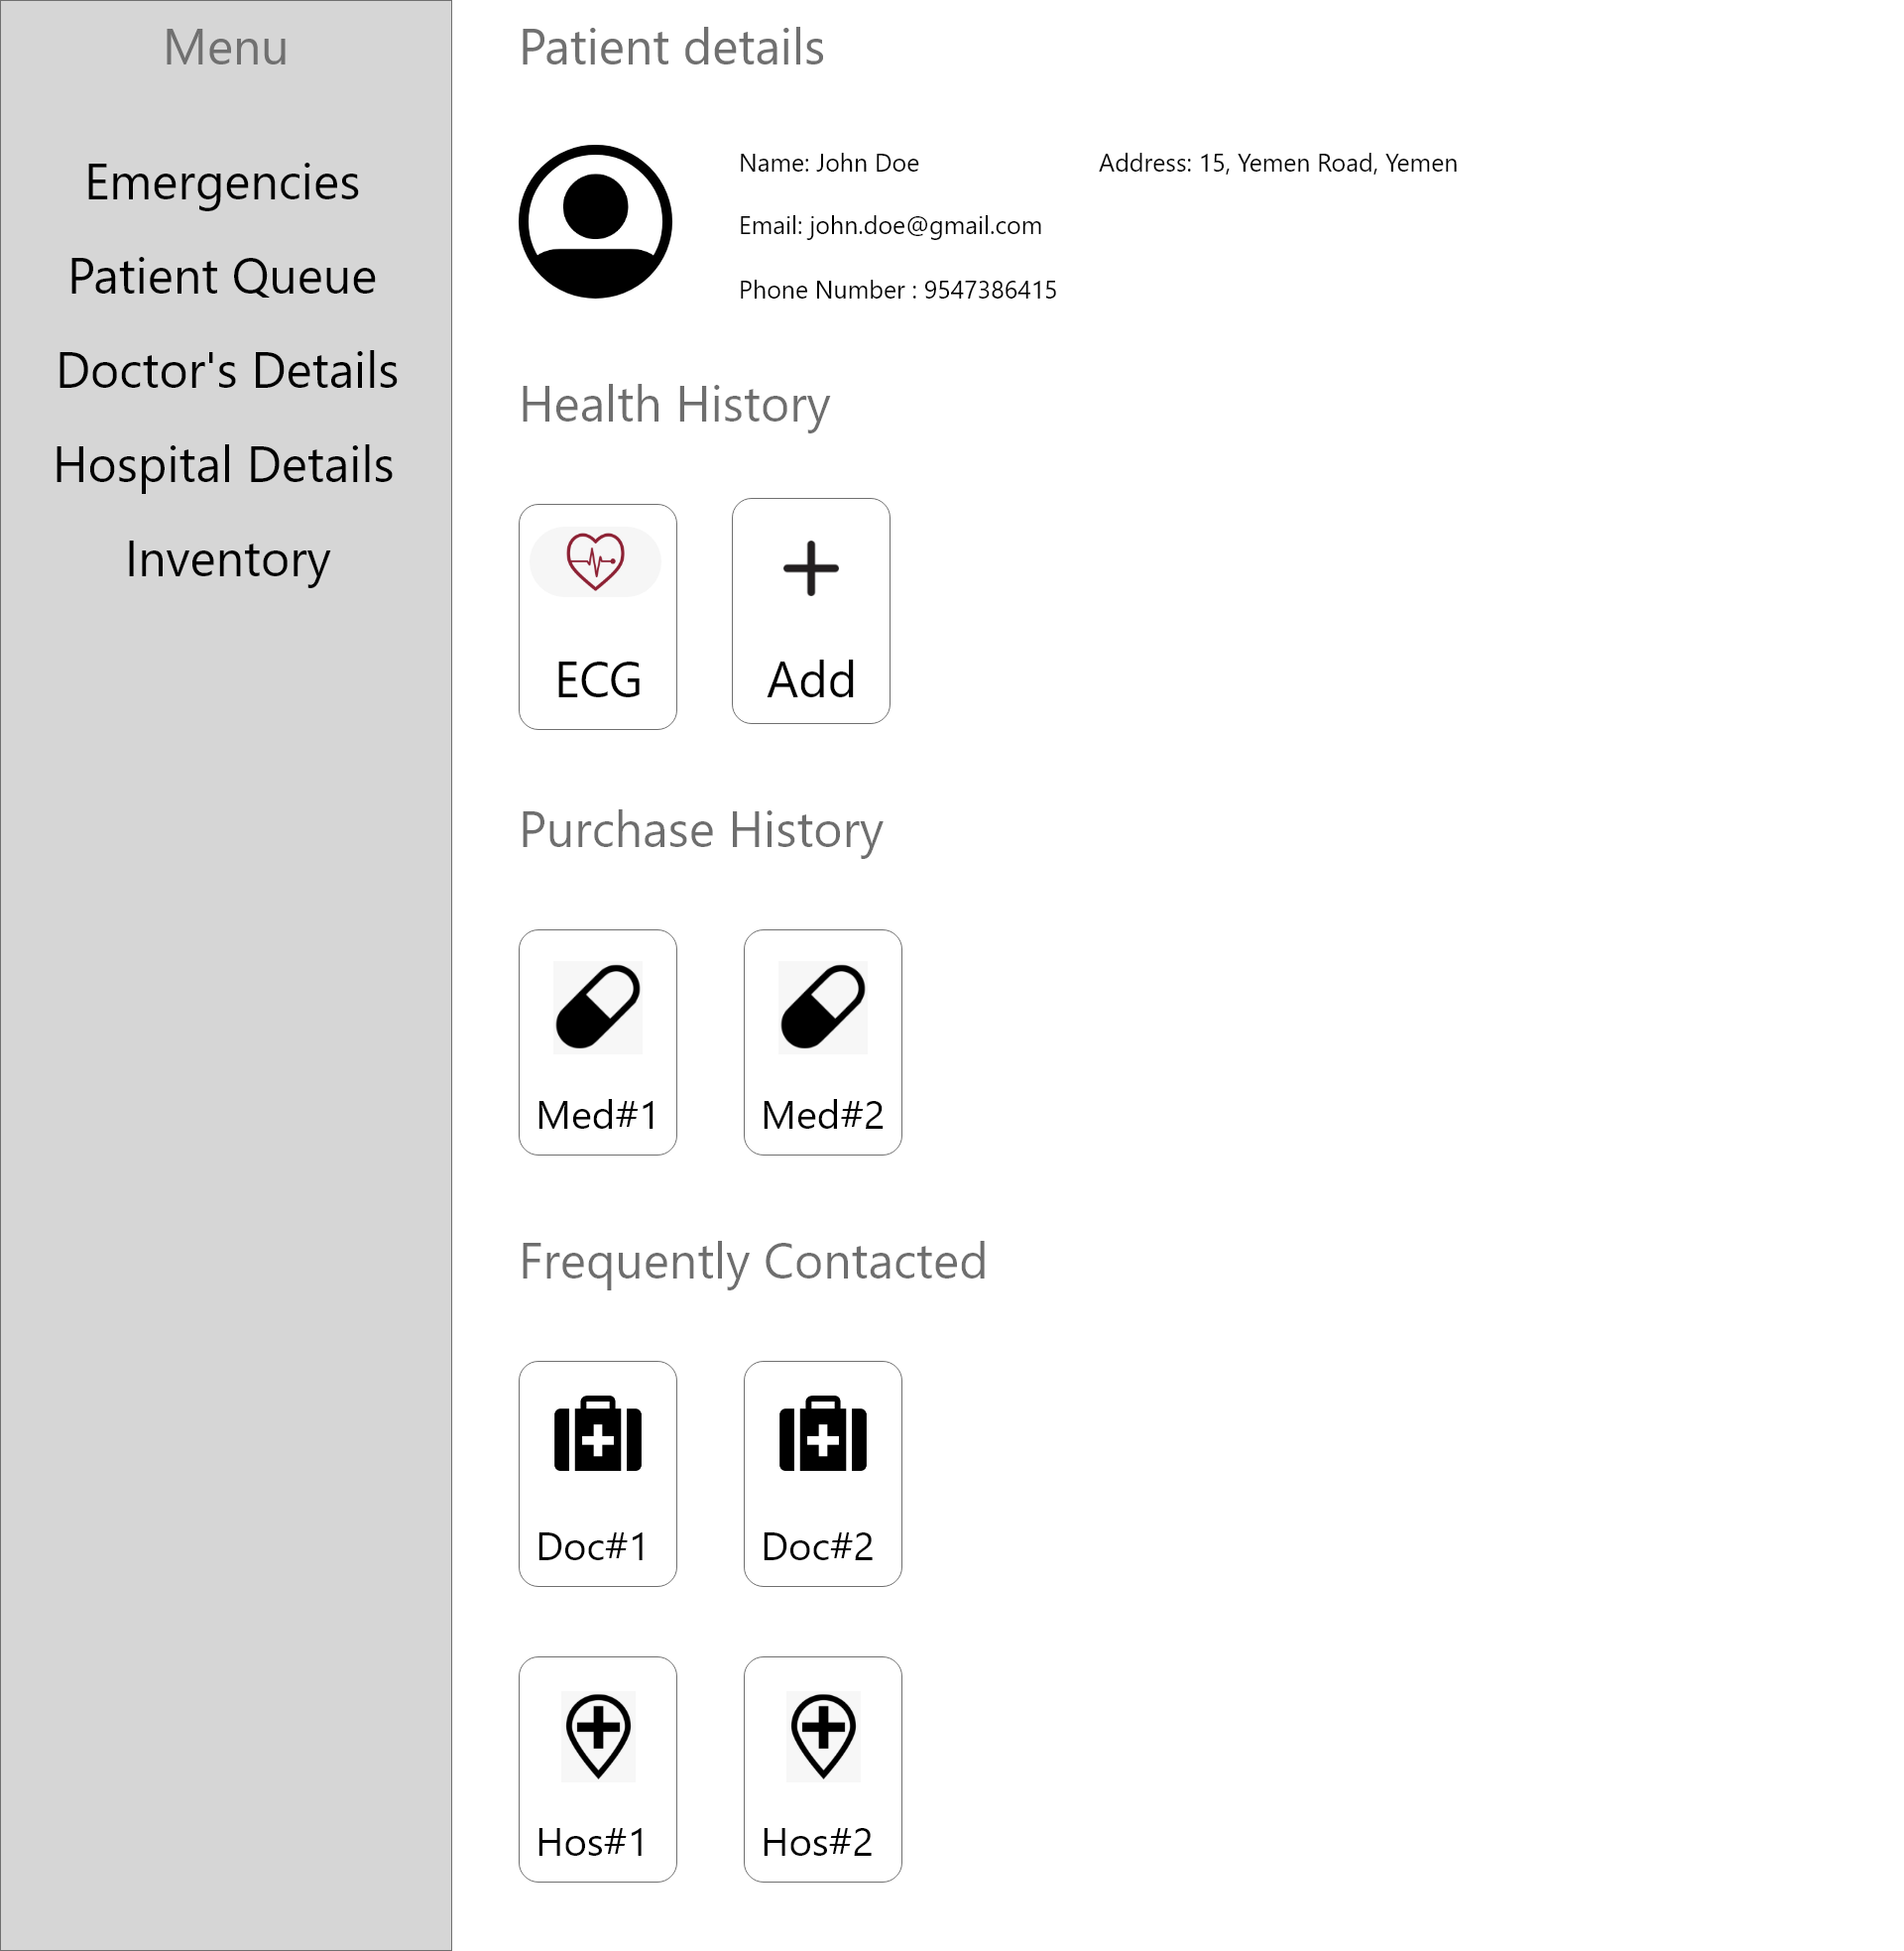 Menu
Emergencies
Patient Queue
Doctor's Details
Hospital Details
Inventory
Patient details
Name: John Doe
Address: 15, Yemen Road, Yemen
Email: john.doe@gmail.com
Phone Number : 9547386415
Health History
ECG
Add
Purchase History
Med#1
Med#2
Frequently Contacted
Doc#1
Doc#2
Hos#1
Hos#2